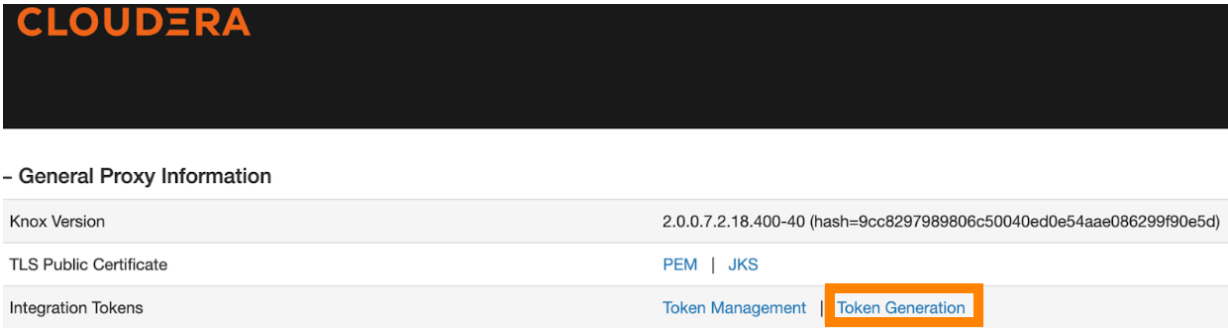 CLOUDERA
– General Proxy Information
Knox Version 2.0.0.7.2.18.400-40 (hash=9cc8297989806c50040ed0e54aae086299f90e5d)
TLS Public Certificate PEM | JKS
Integration Tokens Token Management | Token Generation